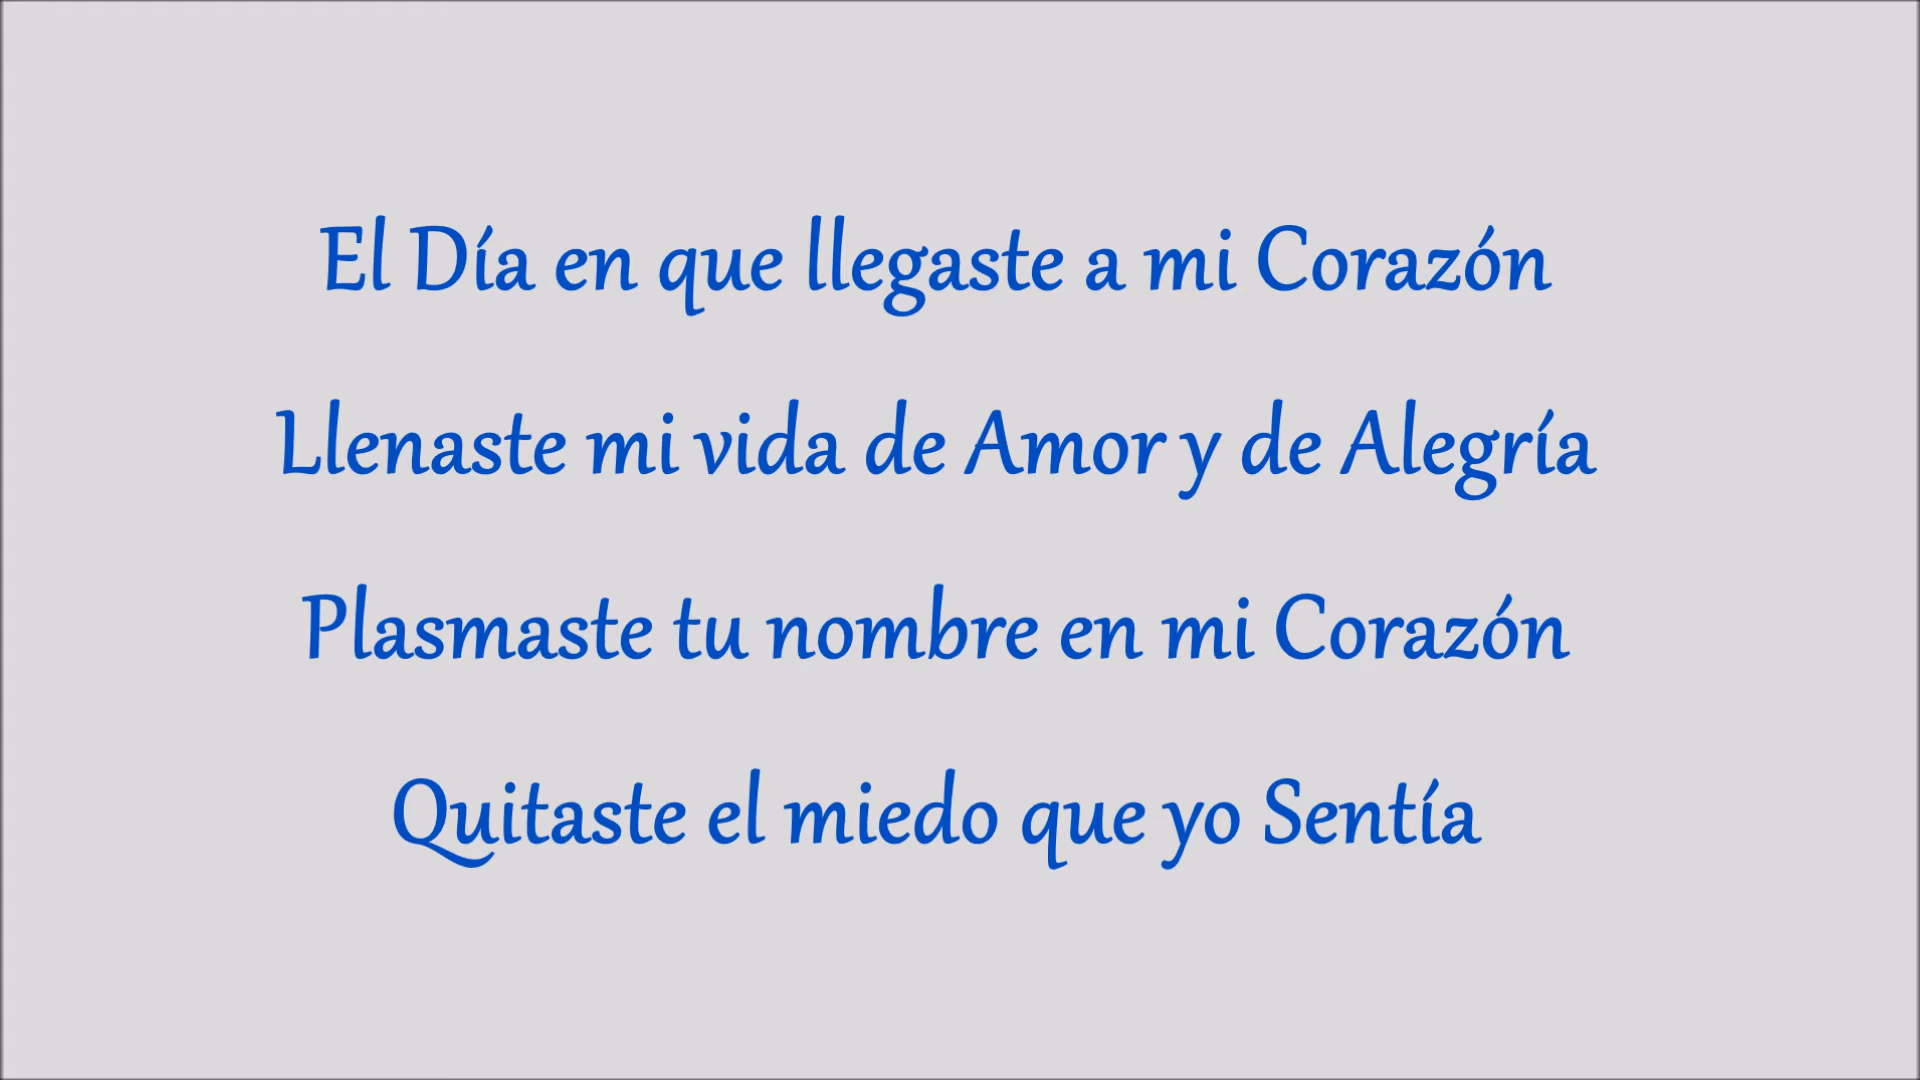 El Día en que llegaste a mi Corazón
Llenaste mi vida de Amor y de Alegría
Plasmaste tu nombre en mi Corazón
Quitaste el miedo que yo Sentía